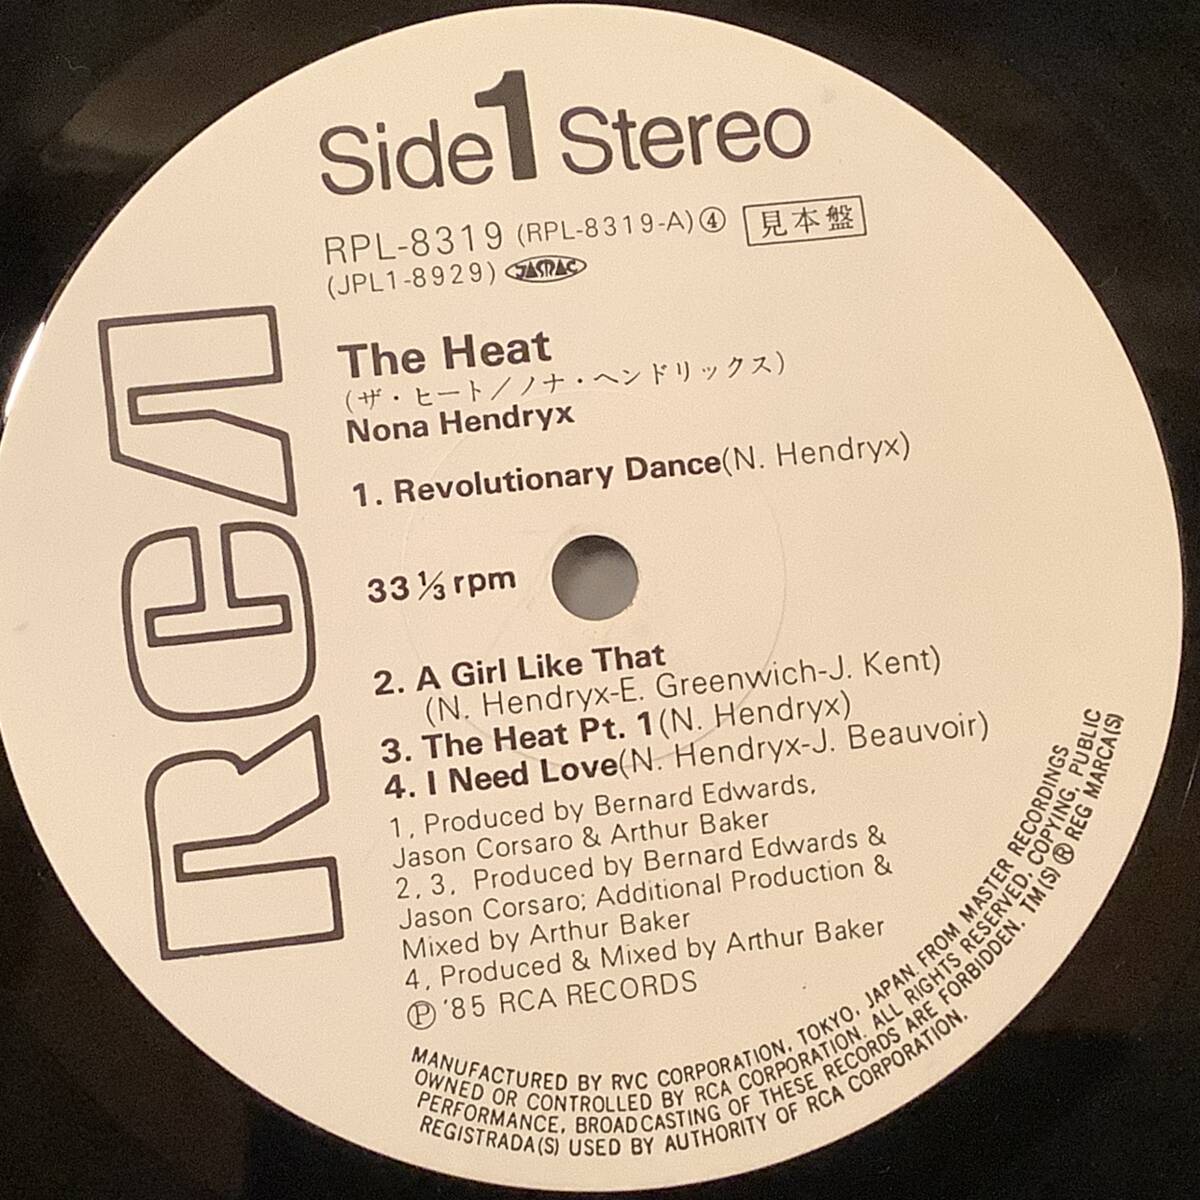 Side 1 Stereo
RPL-8319 (RPL-8319-A) ④ 見本盤
(JPL1-8929) JASRAC
RCA
The Heat
(ザ・ヒート/ノナ・ヘンドリックス)
Nona Hendryx
1. Revolutionary Dance(N. Hendryx)
33 ⅓ rpm
2. A Girl Like That
(N. Hendryx-E. Greenwich-J. Kent)
3. The Heat Pt. 1(N. Hendryx)
4. I Need Love(N. Hendryx-J. Beauvoir)
1, Produced by Bernard Edwards,
Jason Corsaro & Arthur Baker
2, 3, Produced by Bernard Edwards &
Jason Corsaro; Additional Production &
Mixed by Arthur Baker
4, Produced & Mixed by Arthur Baker
Ⓟ '85 RCA RECORDS
MANUFACTURED BY RVC CORPORATION, TOKYO, JAPAN. FROM MASTER RECORDINGS
OWNED OR CONTROLLED BY RCA CORPORATION. ALL RIGHTS RESERVED. COPYING, PUBLIC
PERFORMANCE, BROADCASTING OF THESE RECORDS ARE FORBIDDEN. TM(S) ® REG MARCA(S)
REGISTRADA(S) USED BY AUTHORITY OF RCA CORPORATION.